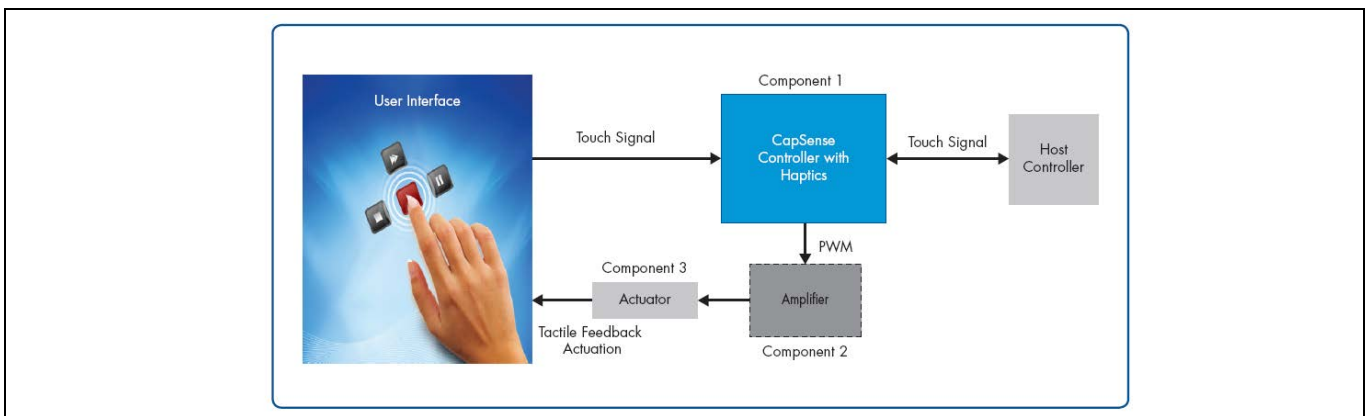 User Interface
Touch Signal
Component 1
CapSense
Controller with
Haptics
Touch Signal
Host
Controller
PWM
Component 3
Actuator
Amplifier
Tactile Feedback
Actuation
Component 2